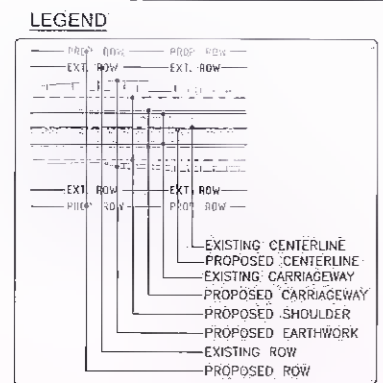 LEGEND
PROP ROW PROP ROW
EXT. ROW EXT. ROW
EXT. ROW EXT. ROW
PROP ROW PROP ROW
EXISTING CENTERLINE
PROPOSED CENTERLINE
EXISTING CARRIAGEWAY
PROPOSED CARRIAGEWAY
PROPOSED SHOULDER
PROPOSED EARTHWORK
EXISTING ROW
PROPOSED ROW